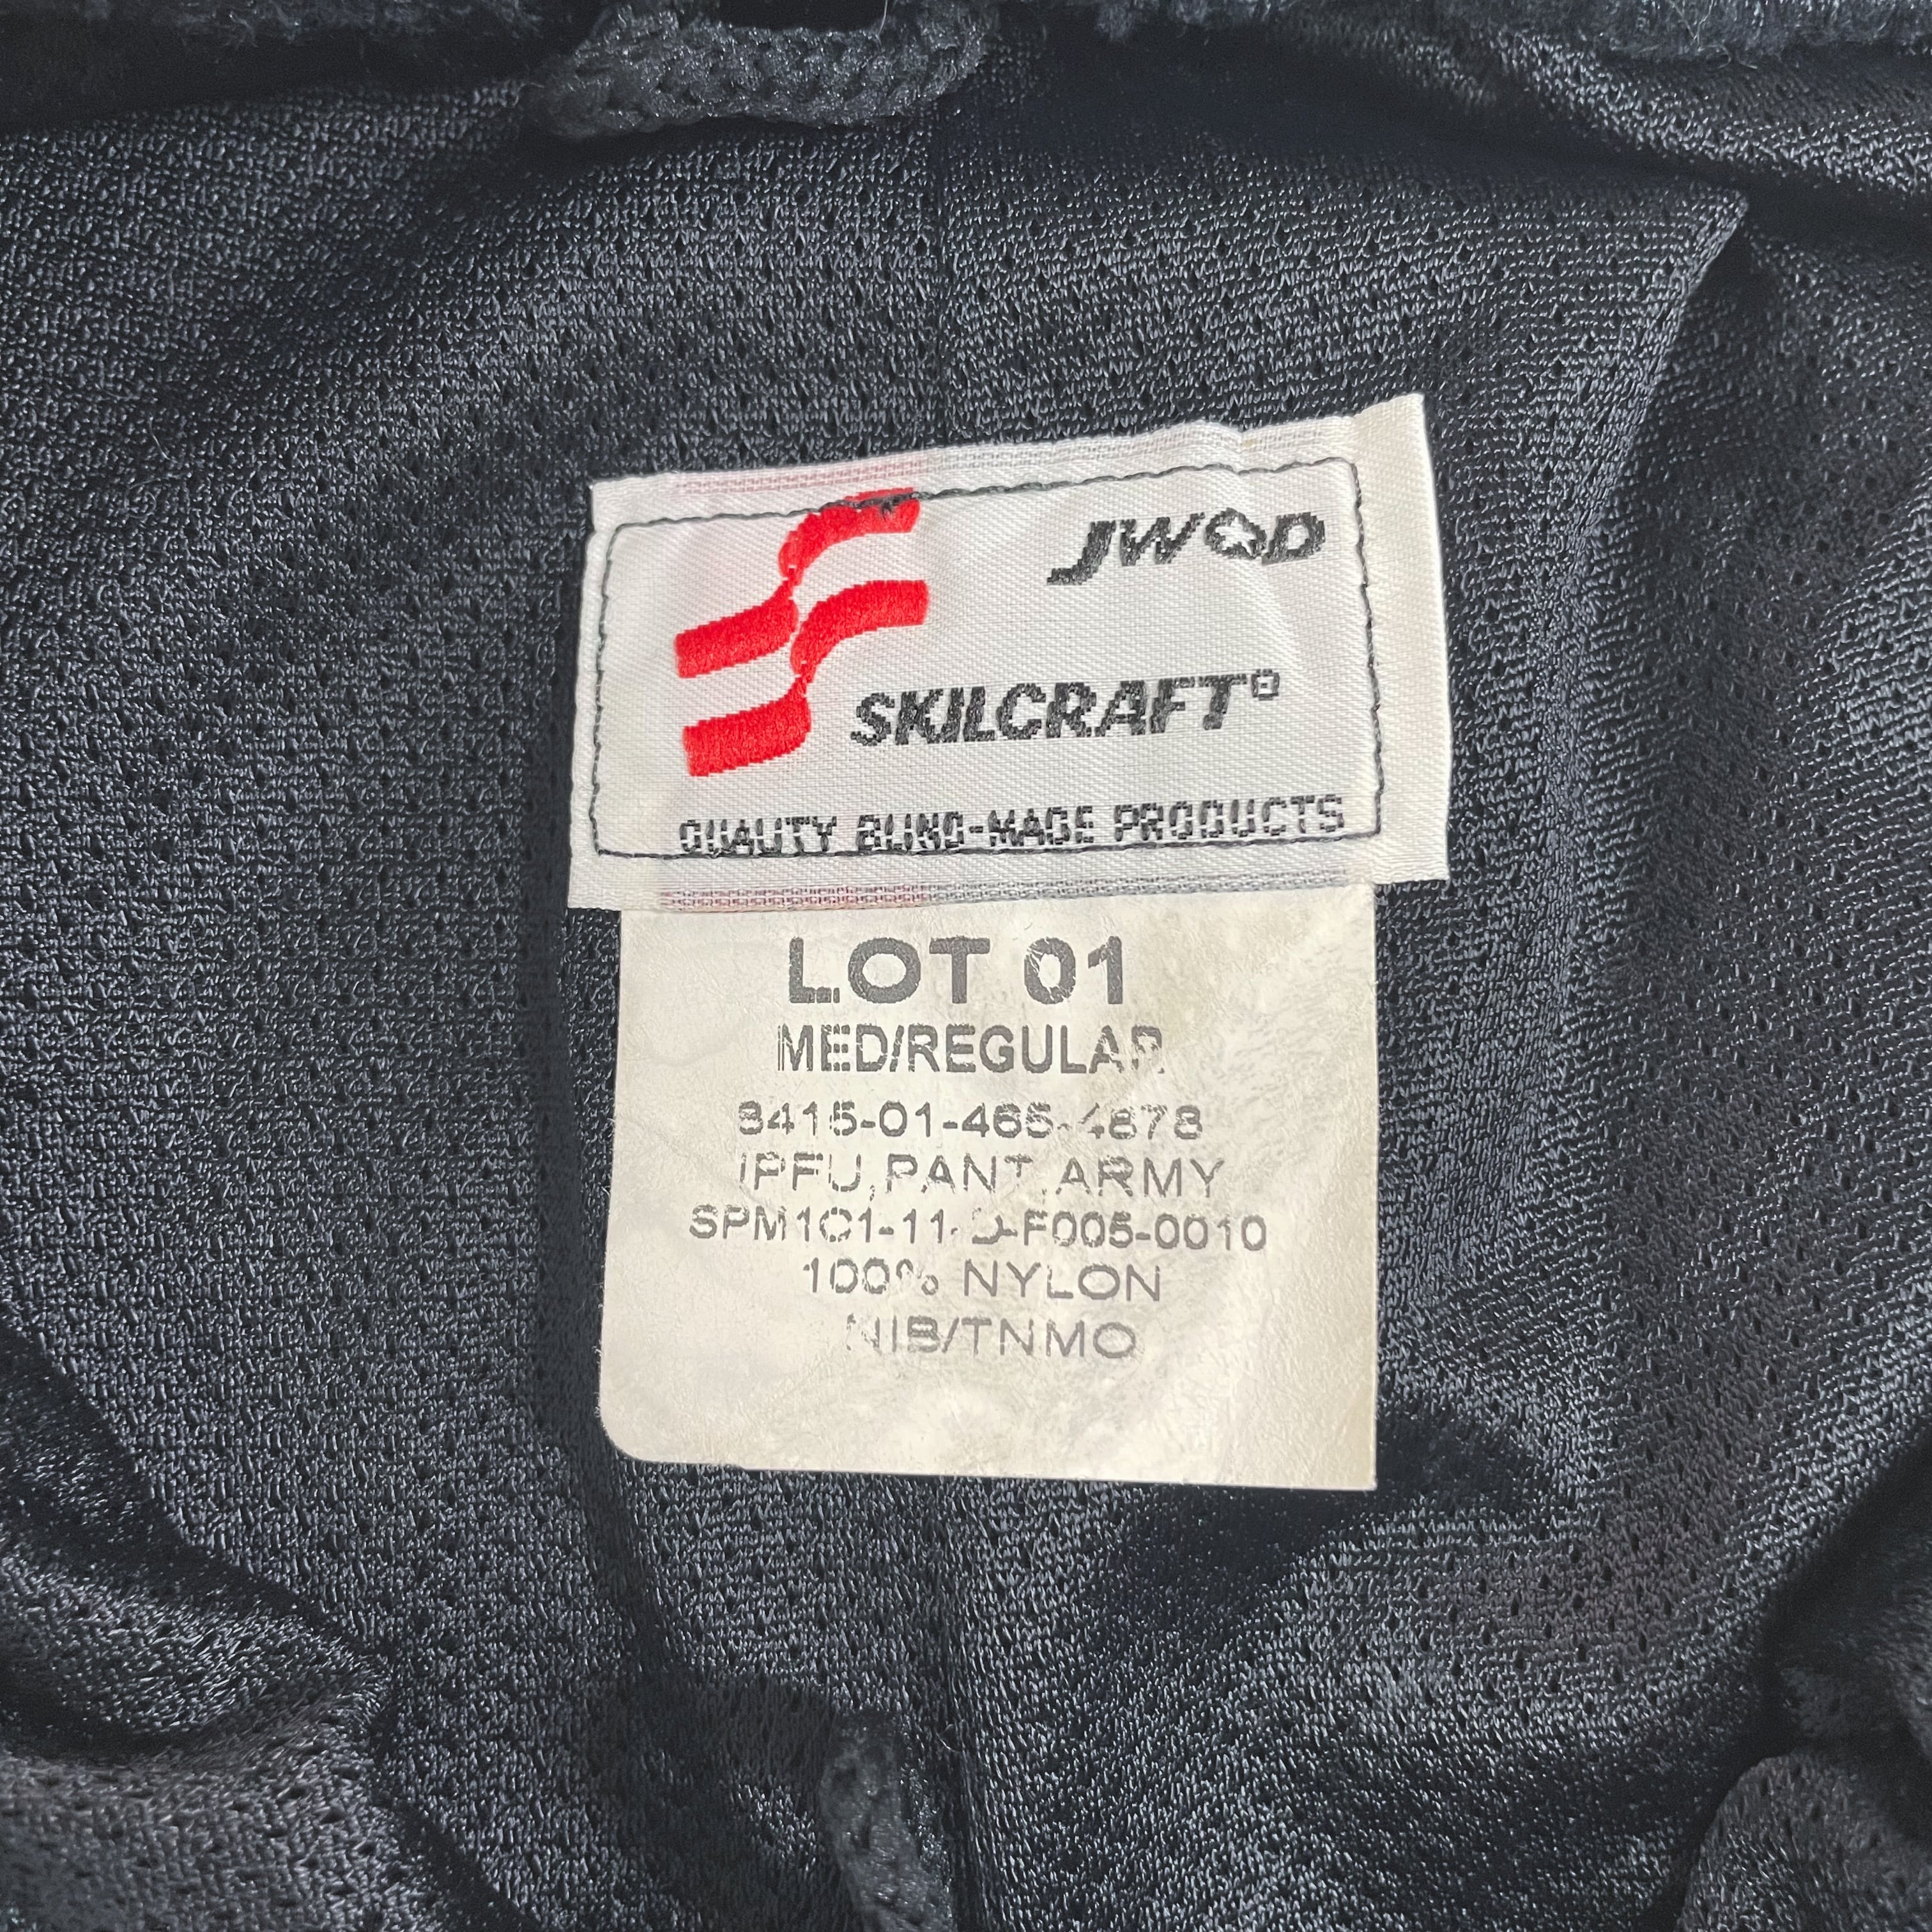 JWOD
SKILCRAFT®
QUALITY BLIND-MADE PRODUCTS
LOT 01
MED/REGULAR
8415-01-465-4878
IPFU,PANT,ARMY
SPM1C1-11-D-F005-0010
100% NYLON
NIB/TNMO